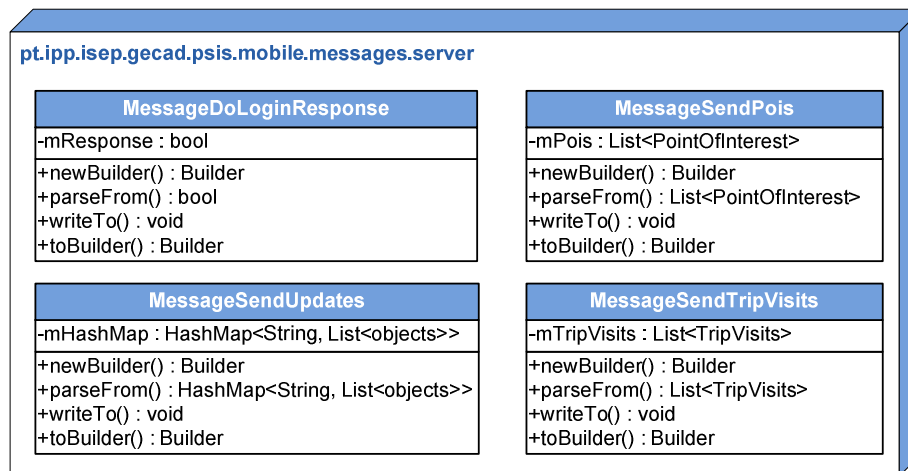 pt.ipp.isep.gecad.psis.mobile.messages.server
MessageDoLoginResponse
-mResponse : bool
+newBuilder() : Builder
+parseFrom() : bool
+writeTo() : void
+toBuilder() : Builder
MessageSendPois
-mPois : List<PointOfInterest>
+newBuilder() : Builder
+parseFrom() : List<PointOfInterest>
+writeTo() : void
+toBuilder() : Builder
MessageSendUpdates
-mHashMap : HashMap<String, List<objects>>
+newBuilder() : Builder
+parseFrom() : HashMap<String, List<objects>>
+writeTo() : void
+toBuilder() : Builder
MessageSendTripVisits
-mTripVisits : List<TripVisits>
+newBuilder() : Builder
+parseFrom() : List<TripVisits>
+writeTo() : void
+toBuilder() : Builder